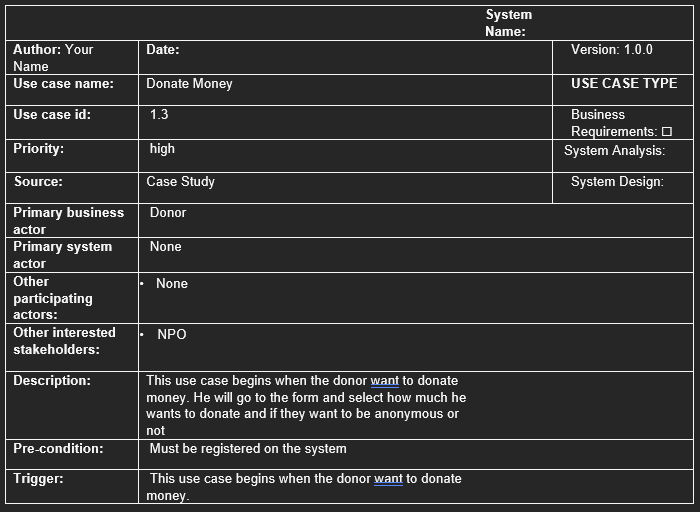 System
Name:
Author: Your
Name
Date:
Version: 1.0.0
Use case name:
Donate Money
USE CASE TYPE
Use case id:
1.3
Business
Requirements: ☐
Priority:
high
System Analysis:
Source:
Case Study
System Design:
Primary business
actor
Donor
Primary system
actor
None
Other
participating
actors:
• None
Other interested
stakeholders:
• NPO
Description:
This use case begins when the donor want to donate
money. He will go to the form and select how much he
wants to donate and if they want to be anonymous or
not
Pre-condition:
Must be registered on the system
Trigger:
This use case begins when the donor want to donate
money.